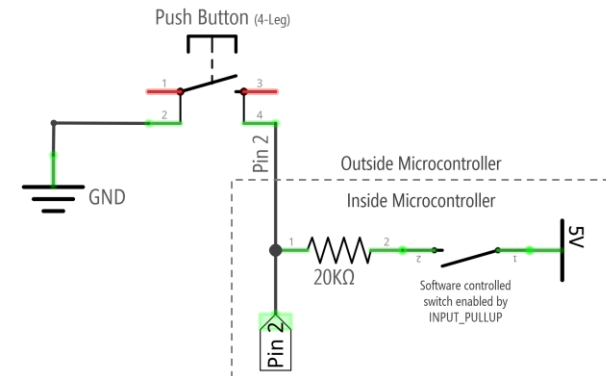 Push Button (4-Leg)
1
3
2
4
Pin 2
GND
Outside Microcontroller
Inside Microcontroller
1
2
2
1
5V
20KΩ
Software controlled
switch enabled by
INPUT_PULLUP
Pin 2